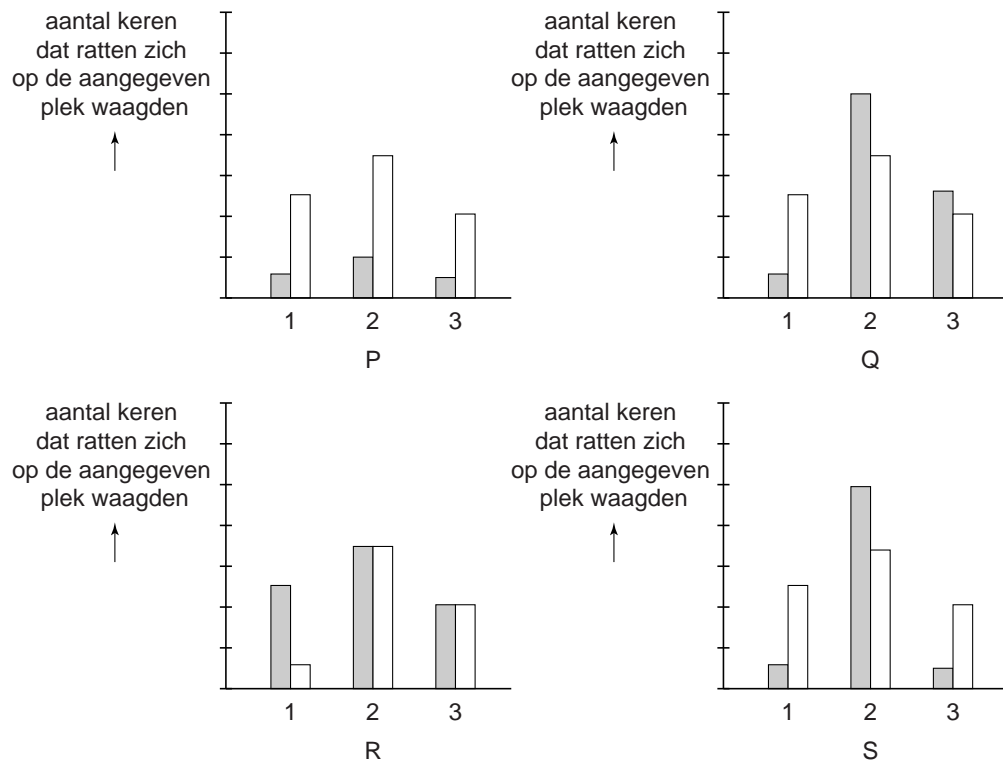 aantal keren
dat ratten zich
op de aangegeven
plek waagden
1 2 3
P
aantal keren
dat ratten zich
op de aangegeven
plek waagden
1 2 3
Q
aantal keren
dat ratten zich
op de aangegeven
plek waagden
1 2 3
R
aantal keren
dat ratten zich
op de aangegeven
plek waagden
1 2 3
S